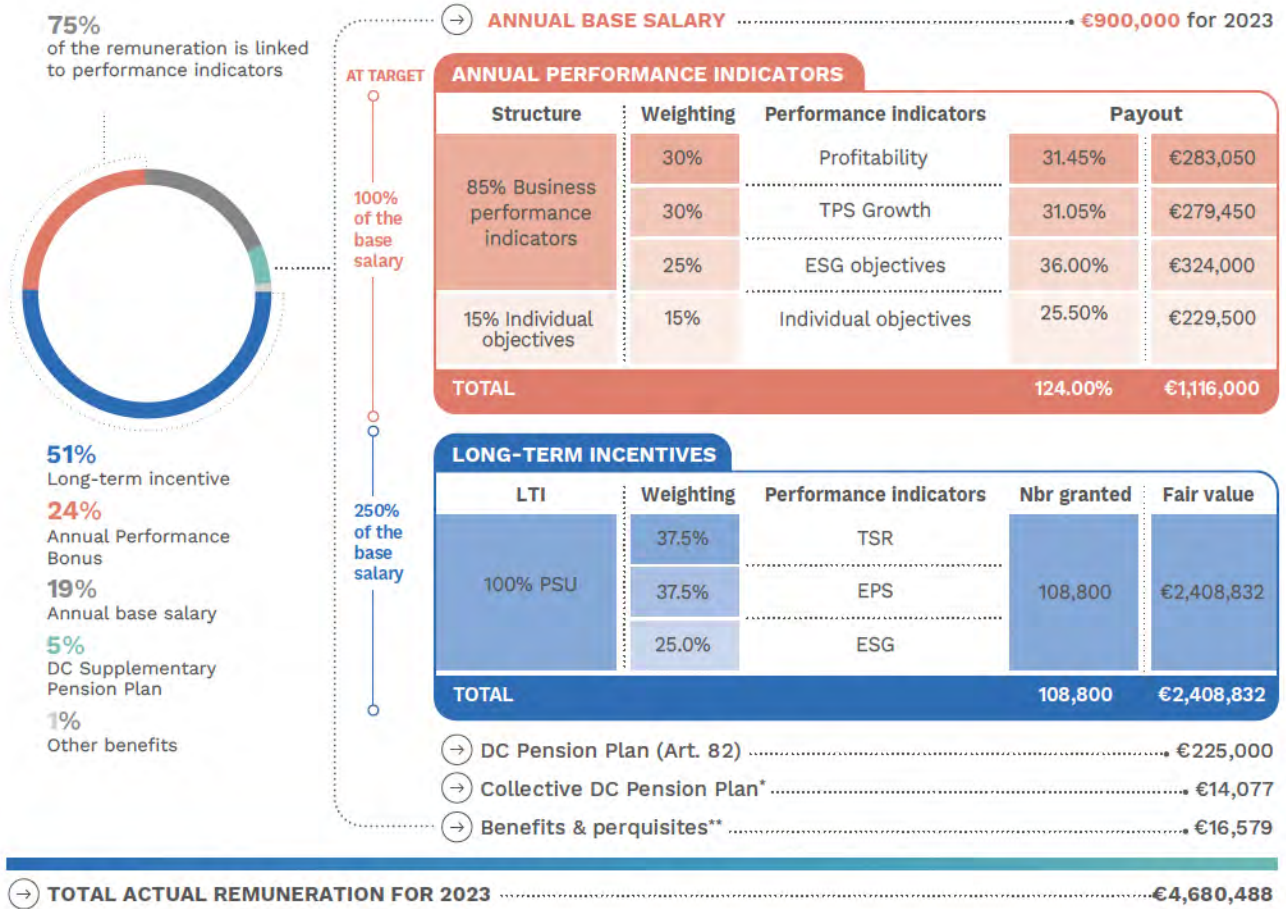 75%
of the remuneration is linked
to performance indicators
51%
Long-term incentive
24%
Annual Performance
Bonus
19%
Annual base salary
5%
DC Supplementary
Pension Plan
1%
Other benefits
ANNUAL BASE SALARY €900,000 for 2023
AT TARGET
100%
of the
base
salary
ANNUAL PERFORMANCE INDICATORS
Structure Weighting Performance indicators Payout
85% Business
performance
indicators
30% Profitability 31.45% €283,050
30% TPS Growth 31.05% €279,450
25% ESG objectives 36.00% €324,000
15% Individual
objectives
15% Individual objectives 25.50% €229,500
TOTAL 124.00% €1,116,000
250%
of the
base
salary
LONG-TERM INCENTIVES
LTI Weighting Performance indicators Nbr granted Fair value
100% PSU
37.5% TSR
37.5% EPS
25.0% ESG
108,800 €2,408,832
TOTAL 108,800 €2,408,832
DC Pension Plan (Art. 82) €225,000
Collective DC Pension Plan* €14,077
Benefits & perquisites** €16,579
TOTAL ACTUAL REMUNERATION FOR 2023 €4,680,488